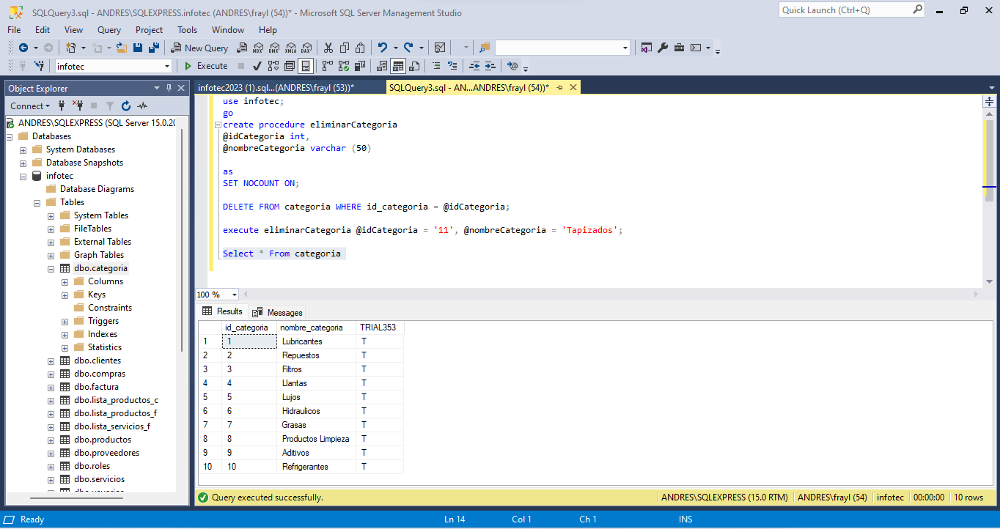 SQLQuery3.sql - ANDRES\SQLEXPRESS.infotec (ANDRES\frayl (54))* - Microsoft SQL Server Management Studio
Quick Launch (Ctrl+Q)
File Edit View Query Project Tools Window Help
New Query MDX DMX XMLA DAX
infotec Execute
Object Explorer
infotec2023 (1).sql...(ANDRES\frayl (53))* SQLQuery3.sql - AN...ANDRES\frayl (54))*
Connect
ANDRES\SQLEXPRESS (SQL Server 15.0.20
Databases
System Databases
Database Snapshots
infotec
Database Diagrams
Tables
System Tables
FileTables
External Tables
Graph Tables
dbo.categoria
Columns
Keys
Constraints
Triggers
Indexes
Statistics
dbo.clientes
dbo.compras
dbo.factura
dbo.lista_productos_c
dbo.lista_productos_f
dbo.lista_servicios_f
dbo.productos
dbo.proveedores
dbo.roles
dbo.servicios
use infotec;
go
create procedure eliminarCategoria
@idCategoria int,
@nombreCategoria varchar (50)
as
SET NOCOUNT ON;
DELETE FROM categoria WHERE id_categoria = @idCategoria;
execute eliminarCategoria @idCategoria = '11', @nombreCategoria = 'Tapizados';
Select * From categoria
100 %
Results Messages
id_categoria nombre_categoria TRIAL353
1 1 Lubricantes T
2 2 Repuestos T
3 3 Filtros T
4 4 Llantas T
5 5 Lujos T
6 6 Hidraulicos T
7 7 Grasas T
8 8 Productos Limpieza T
9 9 Aditivos T
10 10 Refrigerantes T
Query executed successfully. ANDRES\SQLEXPRESS (15.0 RTM) ANDRES\frayl (54) infotec 00:00:00 10 rows
Ready Ln 14 Col 1 Ch 1 INS